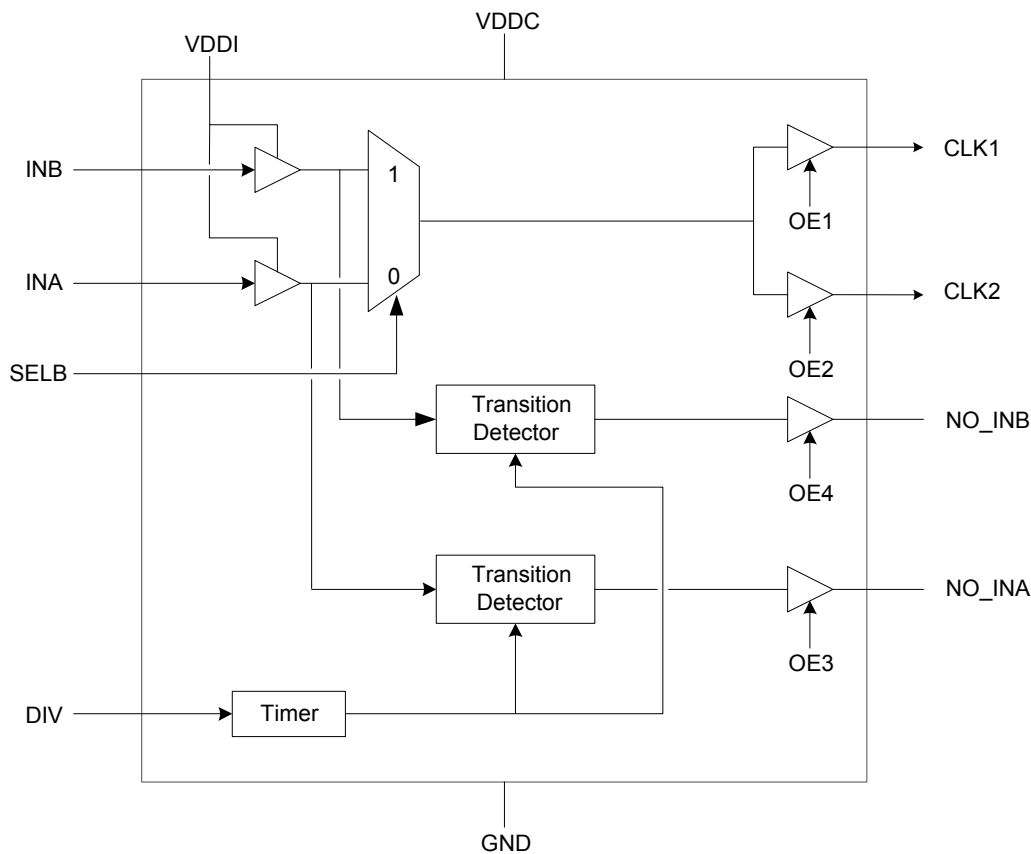 VDDC
VDDI
INB
1
CLK1
OE1
INA
0
CLK2
SELB
OE2
Transition
Detector
NO_INB
OE4
Transition
Detector
NO_INA
OE3
DIV
Timer
GND